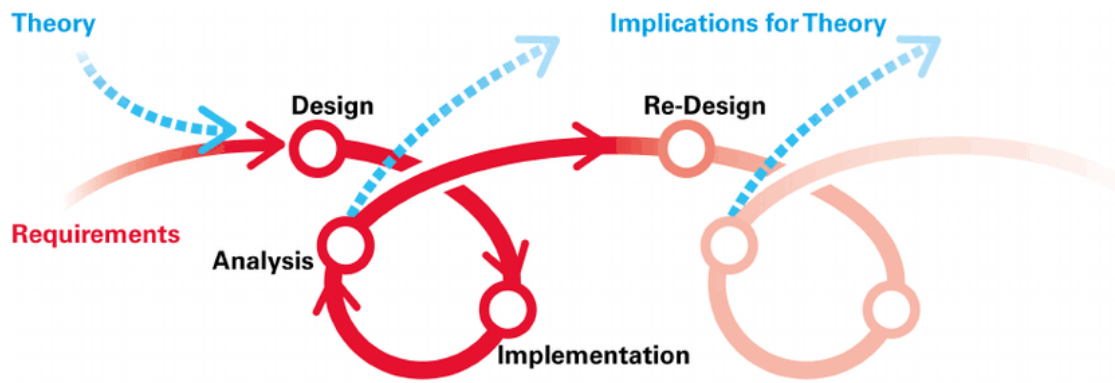 Theory
Implications for Theory
Design
Re-Design
Requirements
Analysis
Implementation